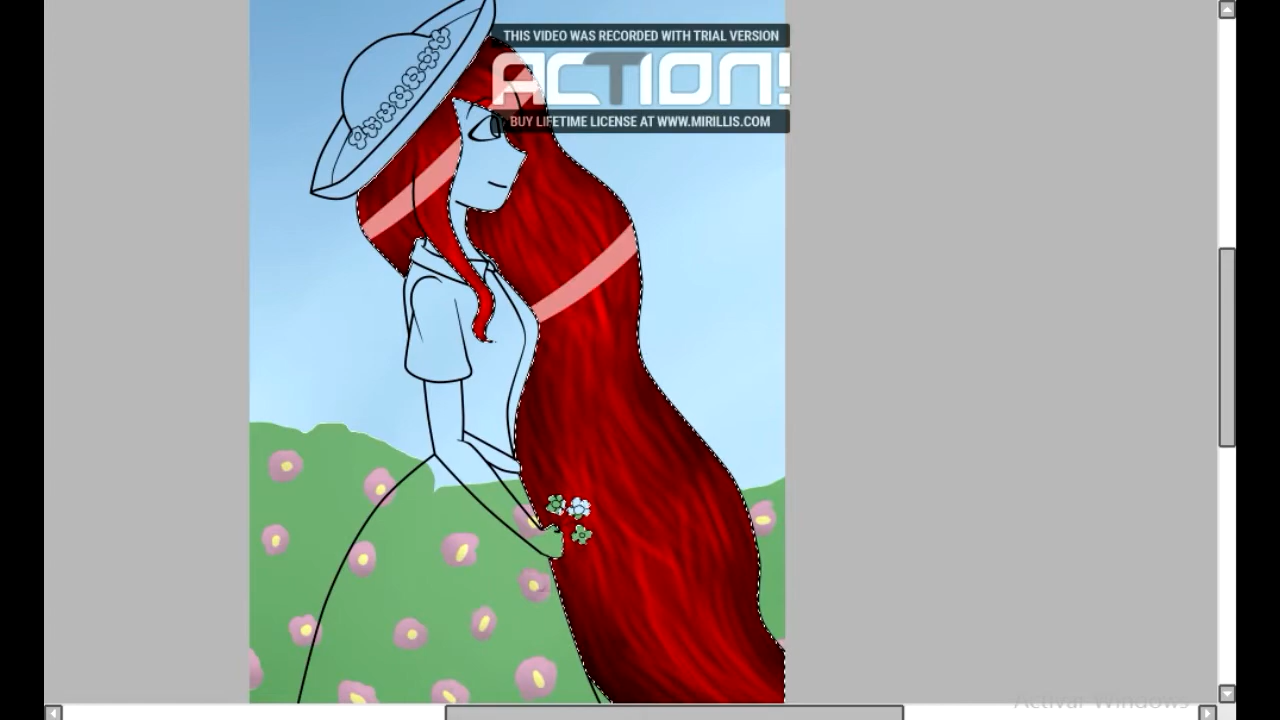 THIS VIDEO WAS RECORDED WITH TRIAL VERSION
ACTION!
BUY LIFETIME LICENSE AT WWW.MIRILLIS.COM
Activar Windows